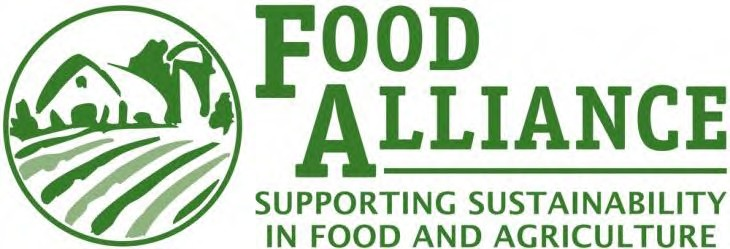 FOOD
ALLIANCE
SUPPORTING SUSTAINABILITY
IN FOOD AND AGRICULTURE